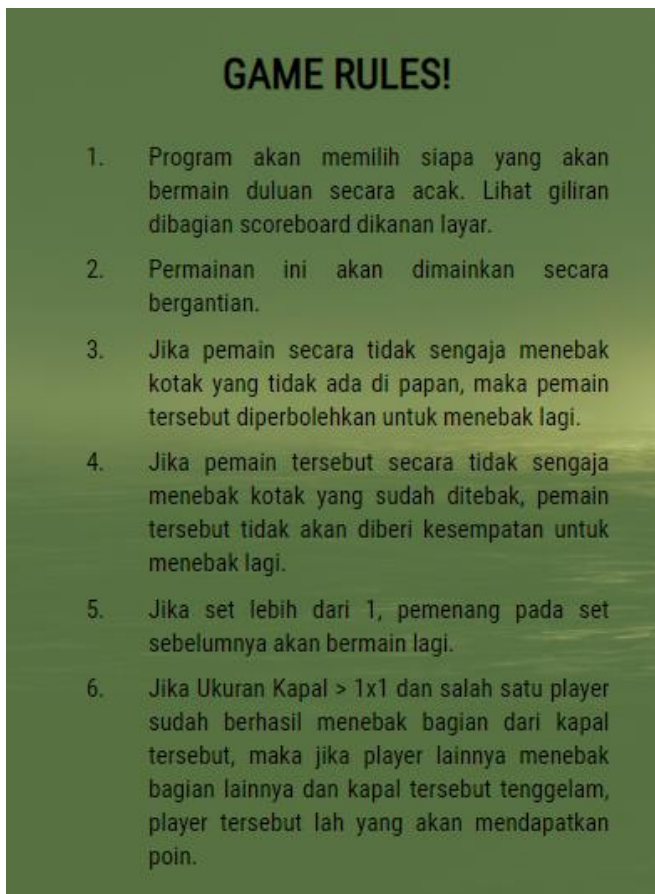 GAME RULES!
1. Program akan memilih siapa yang akan
bermain duluan secara acak. Lihat giliran
dibagian scoreboard dikanan layar.
2. Permainan ini akan dimainkan secara
bergantian.
3. Jika pemain secara tidak sengaja menebak
kotak yang tidak ada di papan, maka pemain
tersebut diperbolehkan untuk menebak lagi.
4. Jika pemain tersebut secara tidak sengaja
menebak kotak yang sudah ditebak, pemain
tersebut tidak akan diberi kesempatan untuk
menebak lagi.
5. Jika set lebih dari 1, pemenang pada set
sebelumnya akan bermain lagi.
6. Jika Ukuran Kapal > 1x1 dan salah satu player
sudah berhasil menebak bagian dari kapal
tersebut, maka jika player lainnya menebak
bagian lainnya dan kapal tersebut tenggelam,
player tersebut lah yang akan mendapatkan
poin.